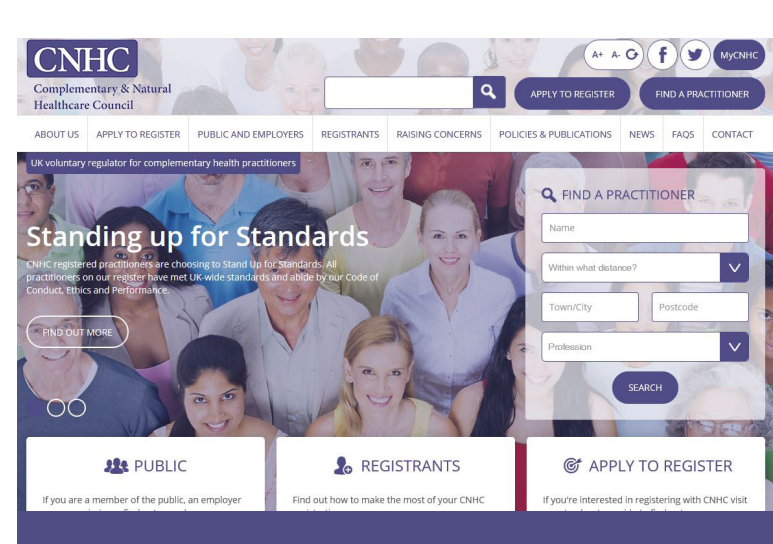 CNHC
Complementary & Natural
Healthcare Council
A+ A-
f
MyCNHC
APPLY TO REGISTER
FIND A PRACTITIONER
ABOUT US
APPLY TO REGISTER
PUBLIC AND EMPLOYERS
REGISTRANTS
RAISING CONCERNS
POLICIES & PUBLICATIONS
NEWS
FAQS
CONTACT
UK voluntary regulator for complementary health practitioners
Standing up for Standards
CNHC registered practitioners are choosing to Stand Up for Standards. All
practitioners on our register have met UK-wide standards and abide by our Code of
Conduct, Ethics and Performance.
FIND OUT MORE
FIND A PRACTITIONER
Name
Within what distance?
Town/City
Postcode
Profession
SEARCH
PUBLIC
If you are a member of the public, an employer
REGISTRANTS
Find out how to make the most of your CNHC
APPLY TO REGISTER
If you're interested in registering with CNHC visit